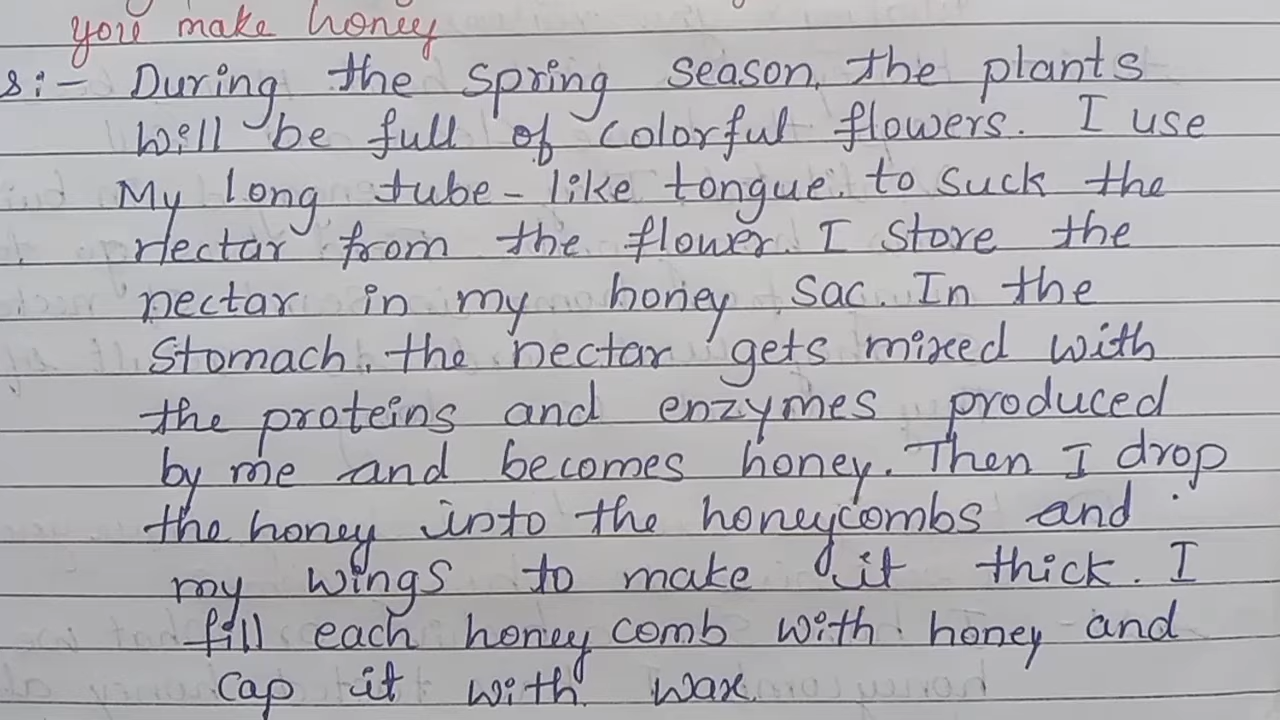 you make honey
s:- During the spring season, the plants
will be full of colorful flowers. I use
My long tube-like tongue to suck the
Nectar from the flower. I store the
nectar in my honey sac. In the
stomach, the nectar gets mixed with
the proteins and enzymes produced
by me and becomes honey. Then I drop
the honey into the honeycombs and
my wings to make it thick. I
fill each honey comb with honey and
cap it with wax.